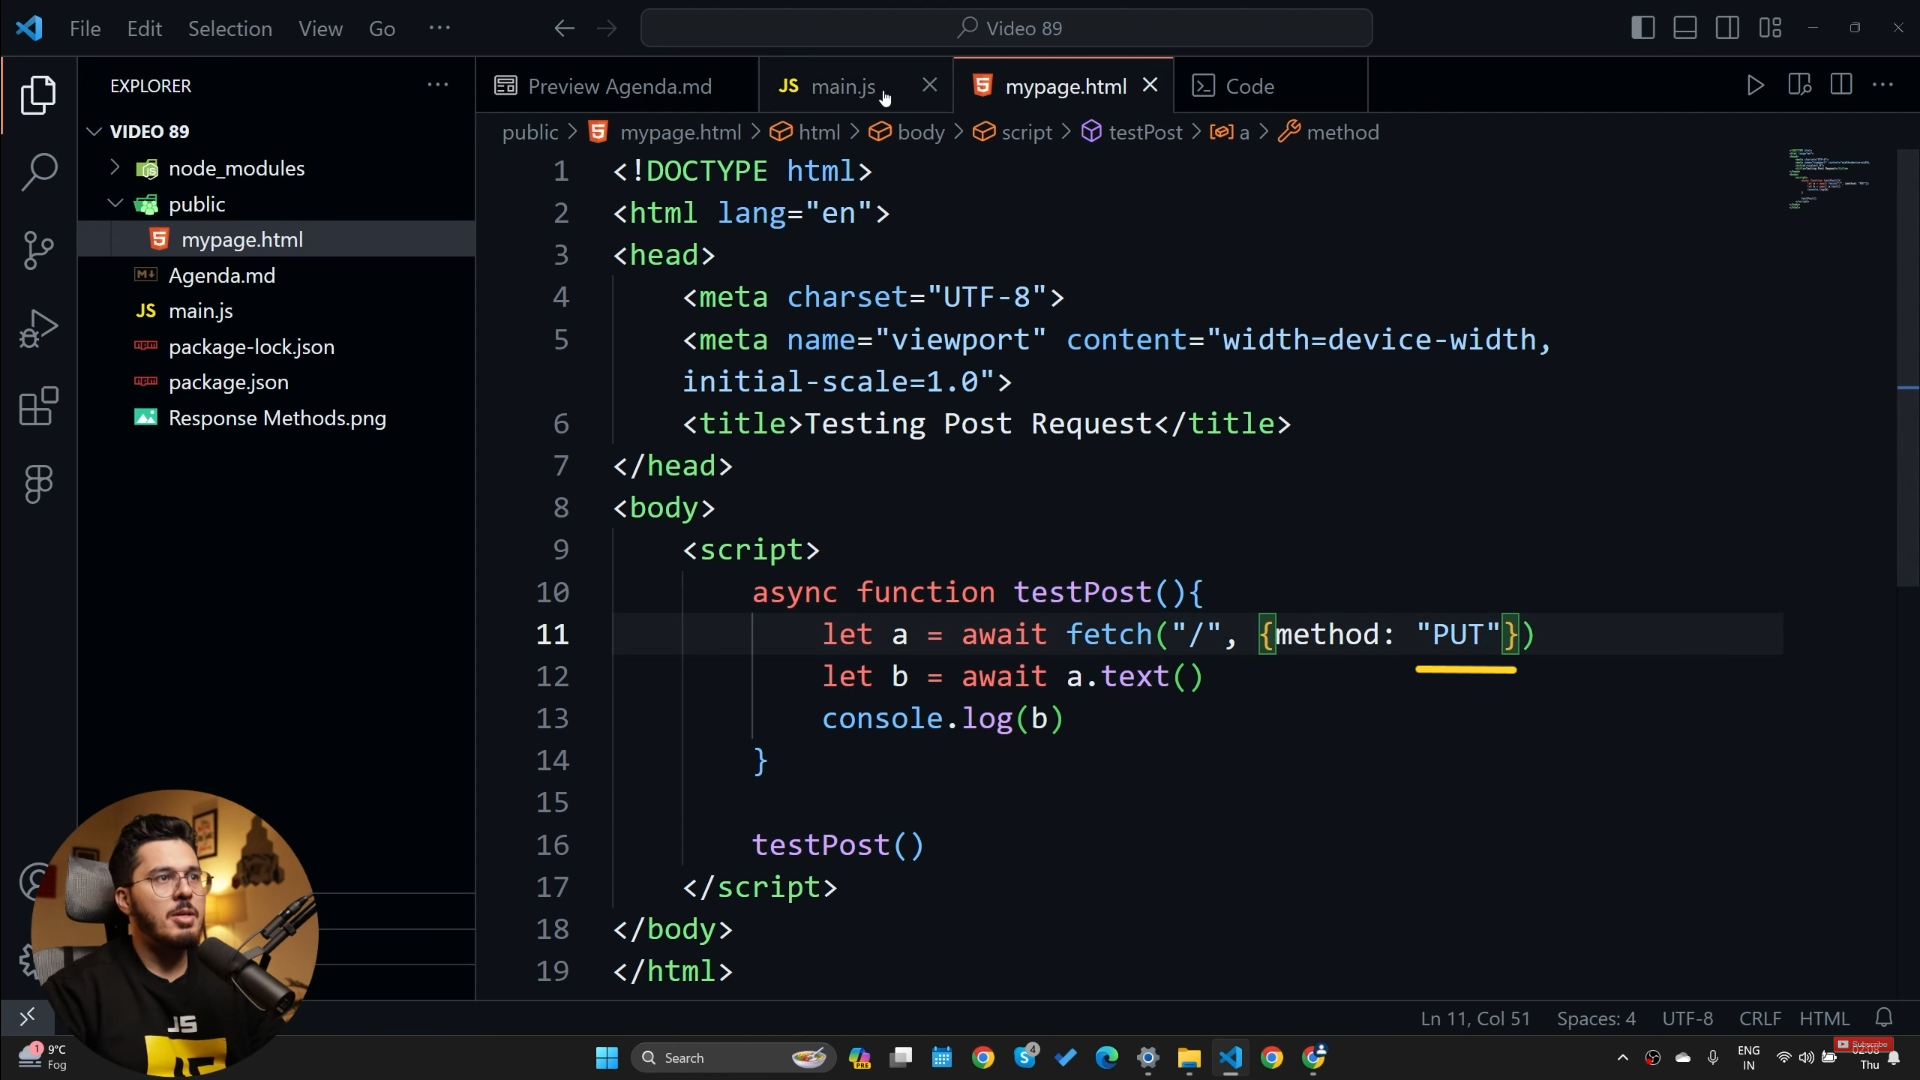 File Edit Selection View Go ···
Video 89
EXPLORER ···
VIDEO 89
node_modules
public
mypage.html
Agenda.md
JS main.js
package-lock.json
package.json
Response Methods.png
Preview Agenda.md
JS main.js
mypage.html
Code
public > mypage.html > html > body > script > testPost > a > method
1 <!DOCTYPE html>
2 <html lang="en">
3 <head>
4 <meta charset="UTF-8">
5 <meta name="viewport" content="width=device-width,
initial-scale=1.0">
6 <title>Testing Post Request</title>
7 </head>
8 <body>
9 <script>
10 async function testPost(){
11 let a = await fetch("/", {method: "PUT"})
12 let b = await a.text()
13 console.log(b)
14 }
15
16 testPost()
17 </script>
18 </body>
19 </html>
JS
Ln 11, Col 51 Spaces: 4 UTF-8 CRLF HTML
1
9°C
Fog
Search
PRE
4
ENG
IN
Subscribe
Thu